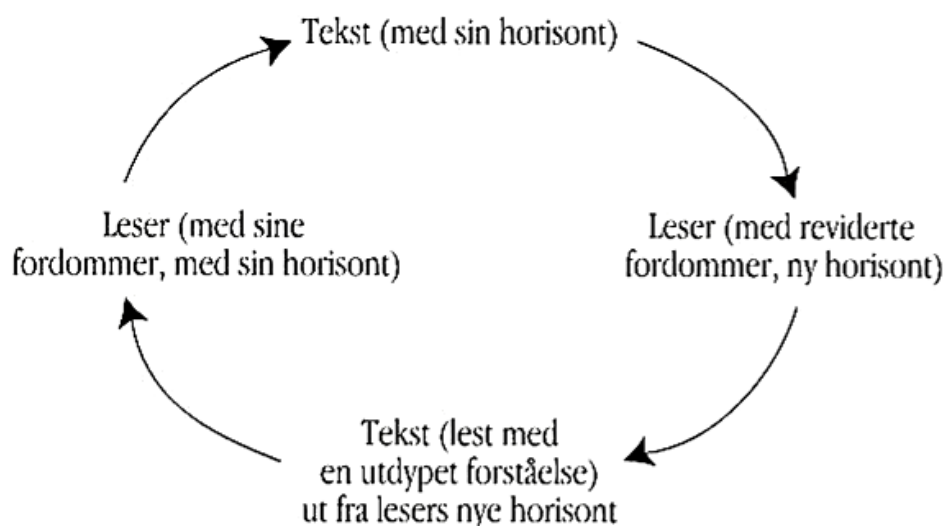 Tekst (med sin horisont)
Leser (med sine
fordommer, med sin horisont)
Leser (med reviderte
fordommer, ny horisont)
Tekst (lest med
en utdypet forståelse)
ut fra lesers nye horisont